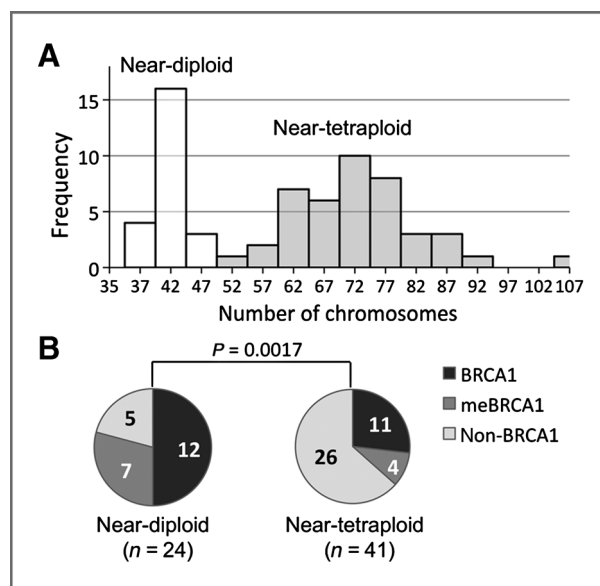 A
Near-diploid
Near-tetraploid
Frequency
15
10
5
0
35 37 42 47 52 57 62 67 72 77 82 87 92 97 102 107
Number of chromosomes
B
P = 0.0017
BRCA1
meBRCA1
Non-BRCA1
5
12
7
11
4
26
Near-diploid
(n = 24)
Near-tetraploid
(n = 41)